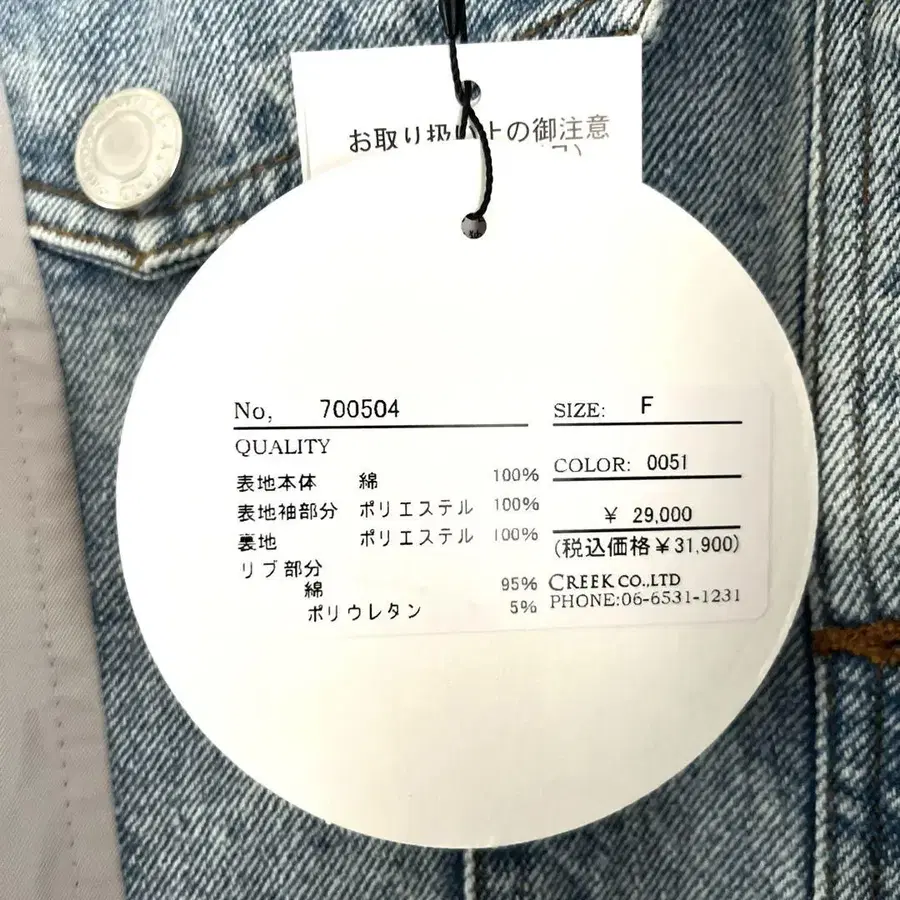 お取り扱い上の御注意
No, 700504
SIZE: F
QUALITY
COLOR: 0051
表地本体 綿 100%
表地袖部分 ポリエステル 100%
裏地 ポリエステル 100%
リブ部分
綿 95%
ポリウレタン 5%
¥ 29,000
(税込価格¥31,900)
CREEK CO.,LTD
PHONE:06-6531-1231